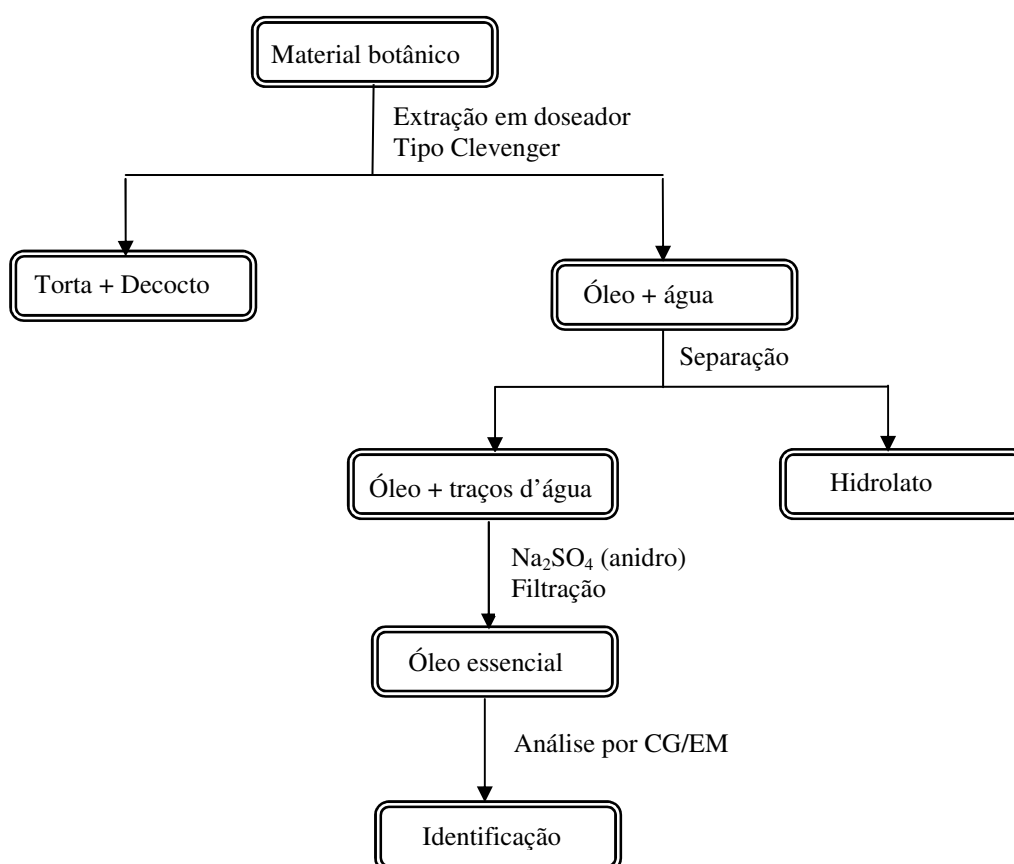 Material botânico
Extração em doseador
Tipo Clevenger
Torta + Decocto
Óleo + água
Separação
Óleo + traços d’água
Hidrolato
Na₂SO₄ (anidro)
Filtração
Óleo essencial
Análise por CG/EM
Identificação